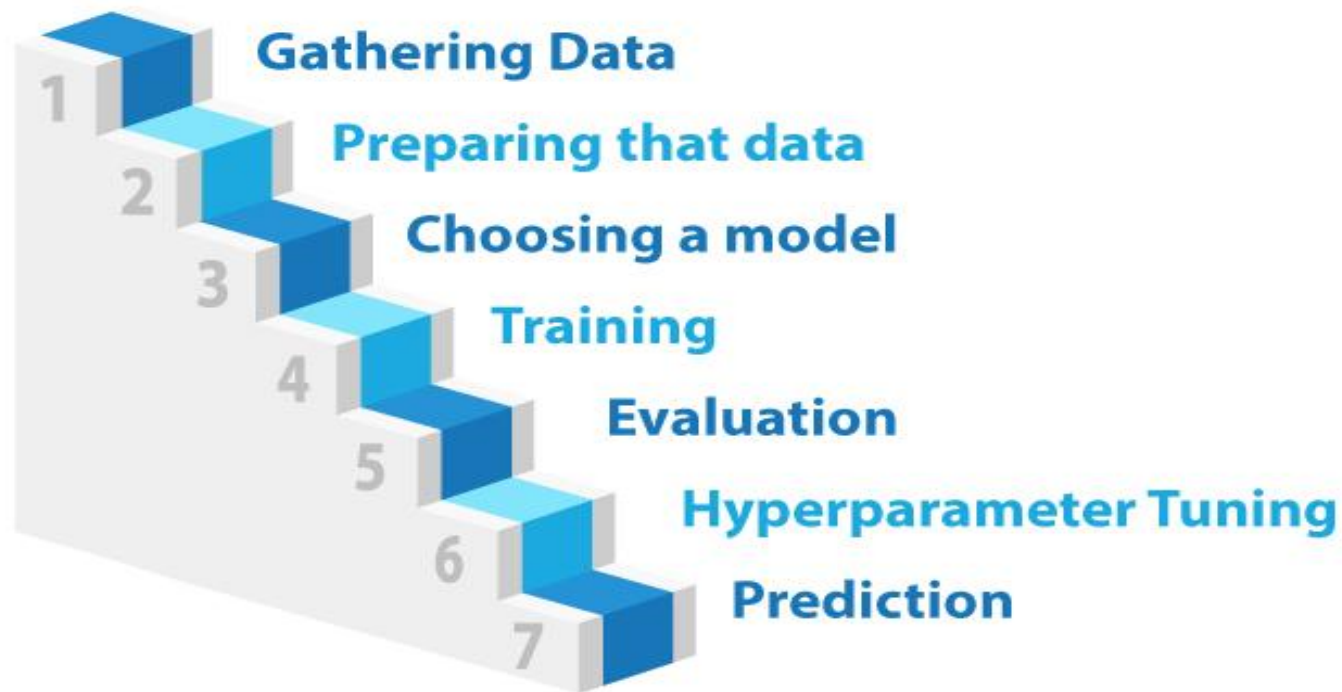 1 Gathering Data
2 Preparing that data
3 Choosing a model
4 Training
5 Evaluation
6 Hyperparameter Tuning
7 Prediction